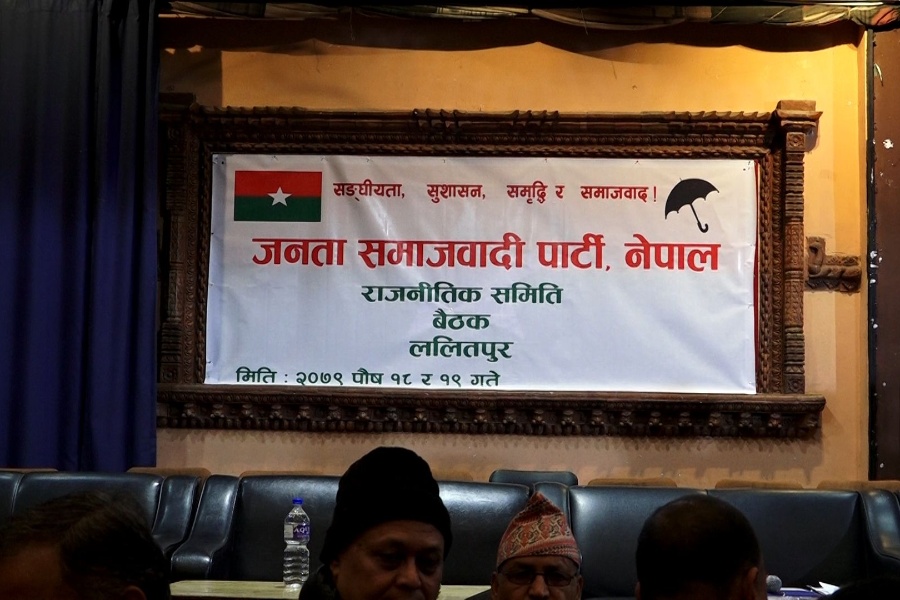 सङ्घीयता, सुशासन, समृद्धि र समाजवाद!
जनता समाजवादी पार्टी, नेपाल
राजनीतिक समिति
बैठक
ललितपुर
मिति : २०७९ पौष १८ र १९ गते